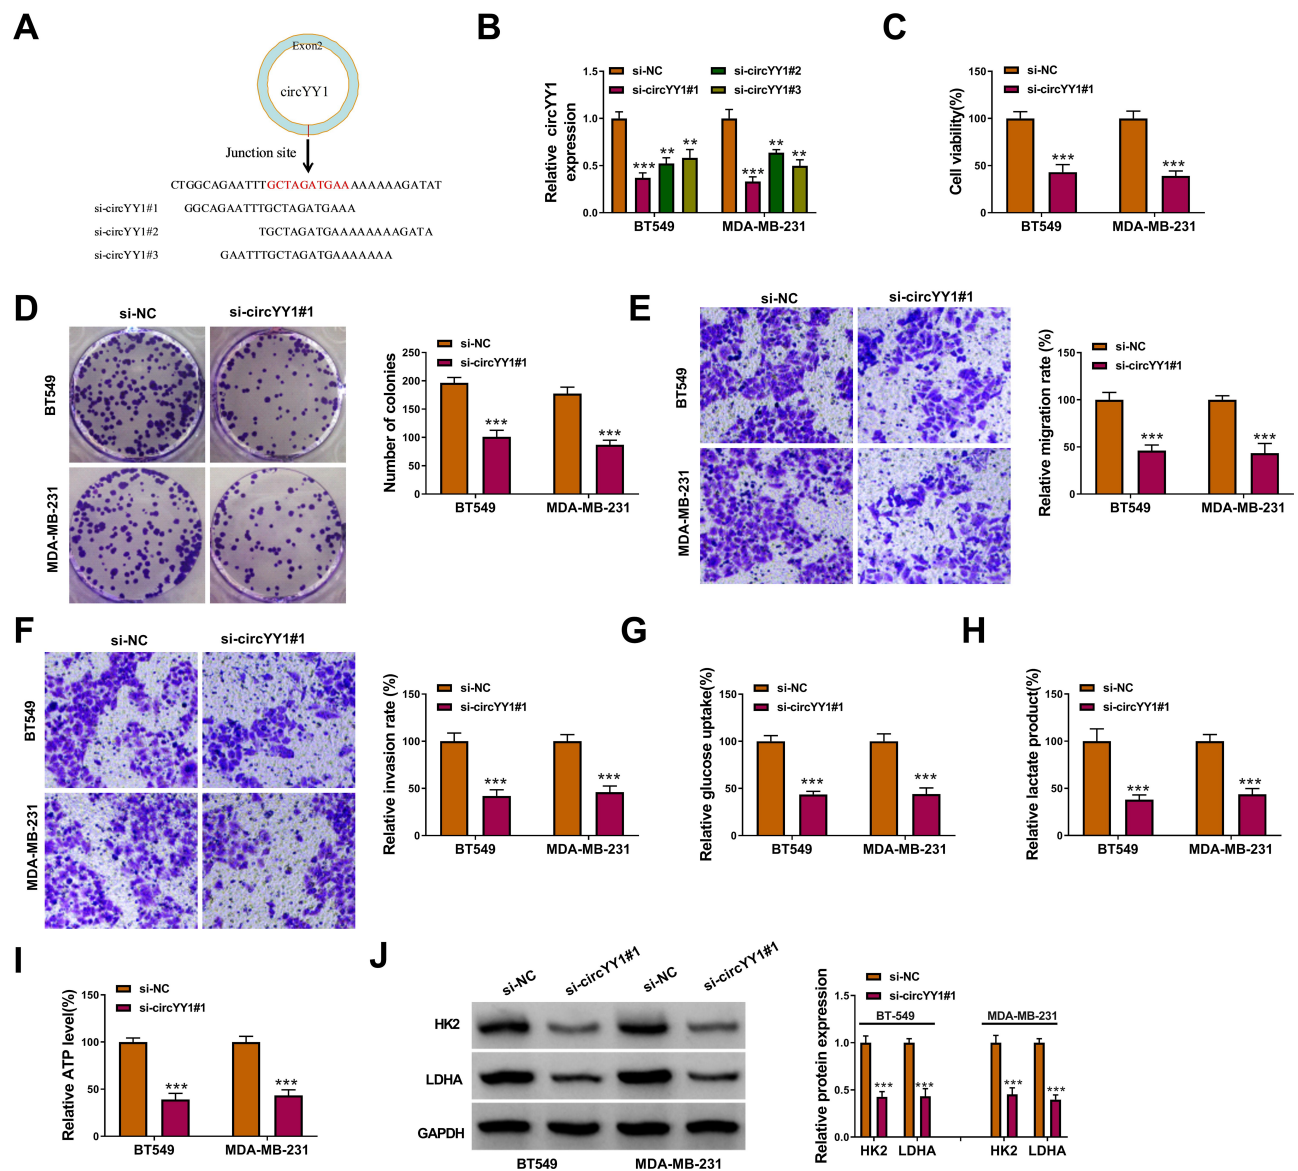 A
Exon2
circYY1
Junction site
CTGGCAGAATTTGCTAGATGAAAAAAAAGATAT
si-circYY1#1 GGCAGAATTTGCTAGATGAAA
si-circYY1#2 TGCTAGATGAAAAAAAAGATA
si-circYY1#3 GAATTTGCTAGATGAAAAAAA
B
Relative circYY1
expression
si-NC
si-circYY1#1
si-circYY1#2
si-circYY1#3
1.5
1.0
0.5
0.0
*** ** **
*** ** **
BT549 MDA-MB-231
C
Cell viability(%)
si-NC
si-circYY1#1
150
100
50
0
*** ***
BT549 MDA-MB-231
D
si-NC si-circYY1#1
BT549
MDA-MB-231
Number of colonies
si-NC
si-circYY1#1
250
200
150
100
50
0
*** ***
BT549 MDA-MB-231
E
si-NC si-circYY1#1
BT549
MDA-MB-231
Relative migration rate (%)
si-NC
si-circYY1#1
150
100
50
0
*** ***
BT549 MDA-MB-231
F
si-NC si-circYY1#1
BT549
MDA-MB-231
Relative invasion rate (%)
si-NC
si-circYY1#1
150
100
50
0
*** ***
BT549 MDA-MB-231
G
Relative glucose uptake(%)
si-NC
si-circYY1#1
150
100
50
0
*** ***
BT549 MDA-MB-231
H
Relative lactate product(%)
si-NC
si-circYY1#1
150
100
50
0
*** ***
BT549 MDA-MB-231
I
Relative ATP level(%)
si-NC
si-circYY1#1
150
100
50
0
*** ***
BT549 MDA-MB-231
J
si-NC si-circYY1#1 si-NC si-circYY1#1
HK2
LDHA
GAPDH
BT549 MDA-MB-231
Relative protein expression
si-NC
si-circYY1#1
BT-549 MDA-MB-231
1.5
1.0
0.5
0.0
*** *** *** ***
HK2 LDHA HK2 LDHA